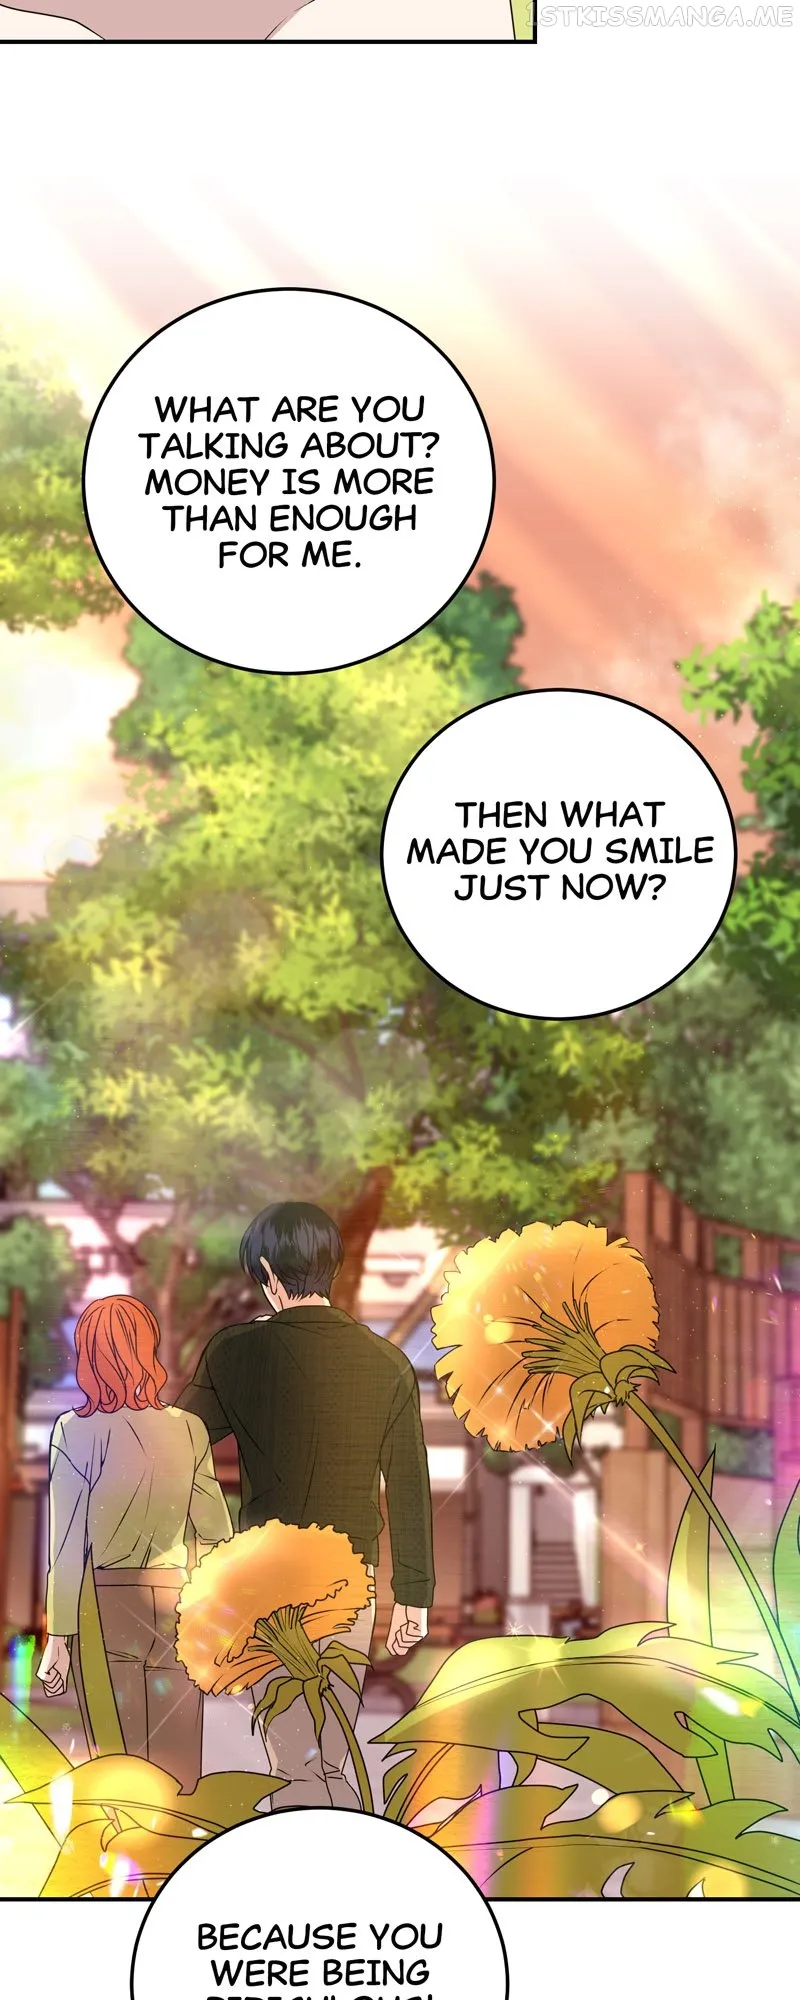 1STKISSMANGA.ME
WHAT ARE YOU
TALKING ABOUT?
MONEY IS MORE
THAN ENOUGH
FOR ME.
THEN WHAT
MADE YOU SMILE
JUST NOW?
BECAUSE YOU
WERE BEING